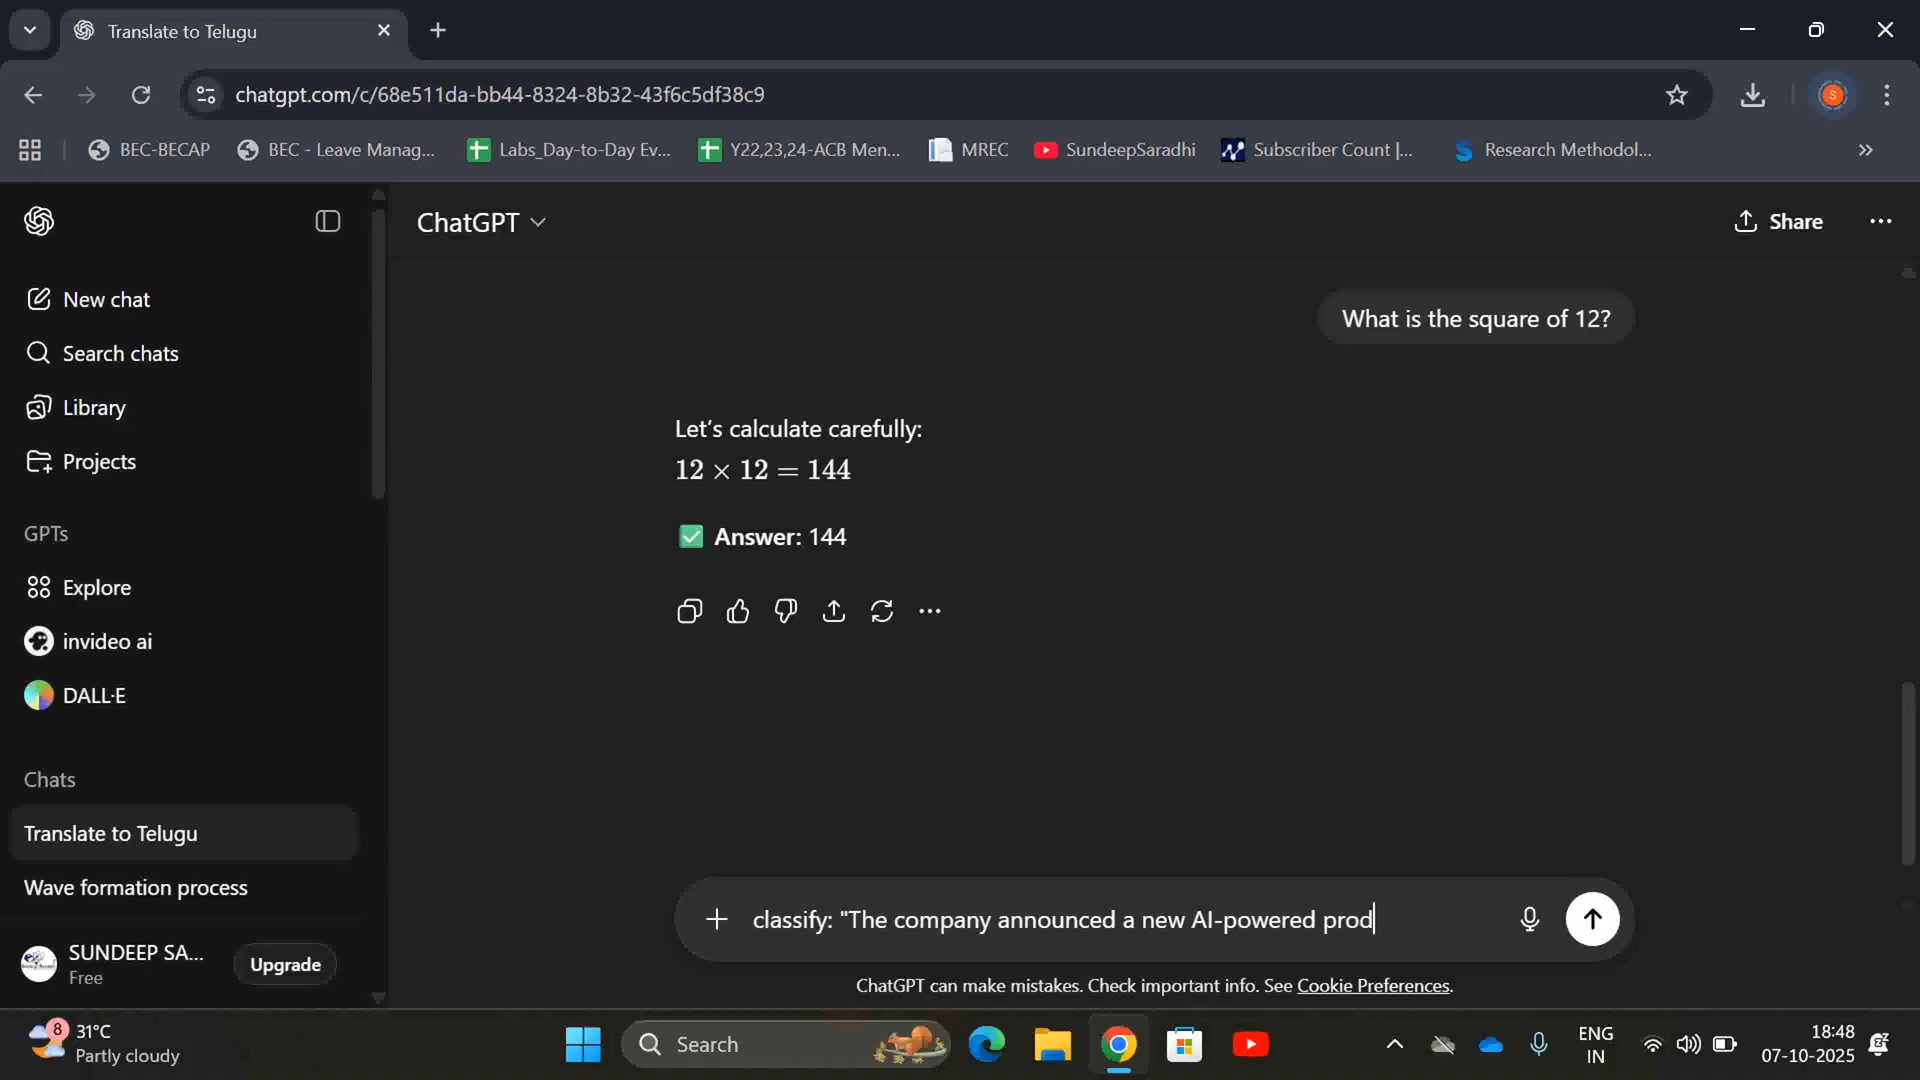 Translate to Telugu
chatgpt.com/c/68e511da-bb44-8324-8b32-43f6c5df38c9
BEC-BECAP
BEC - Leave Manag...
Labs_Day-to-Day Ev...
Y22,23,24-ACB Men...
MREC
SundeepSaradhi
Subscriber Count |...
Research Methodol...
ChatGPT
Share
New chat
Search chats
Library
Projects
GPTs
Explore
invideo ai
DALL·E
Chats
Translate to Telugu
Wave formation process
SUNDEEP SA...
Free
Upgrade
What is the square of 12?
Let's calculate carefully:
12 × 12 = 144
Answer: 144
classify: "The company announced a new AI-powered prod
ChatGPT can make mistakes. Check important info. See Cookie Preferences.
8
31°C
Partly cloudy
Search
ENG
IN
18:48
07-10-2025